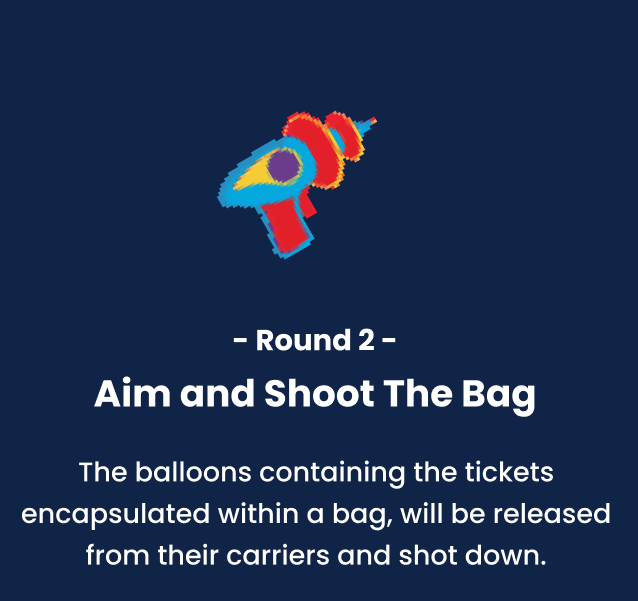 - Round 2 -
Aim and Shoot The Bag
The balloons containing the tickets
encapsulated within a bag, will be released
from their carriers and shot down.